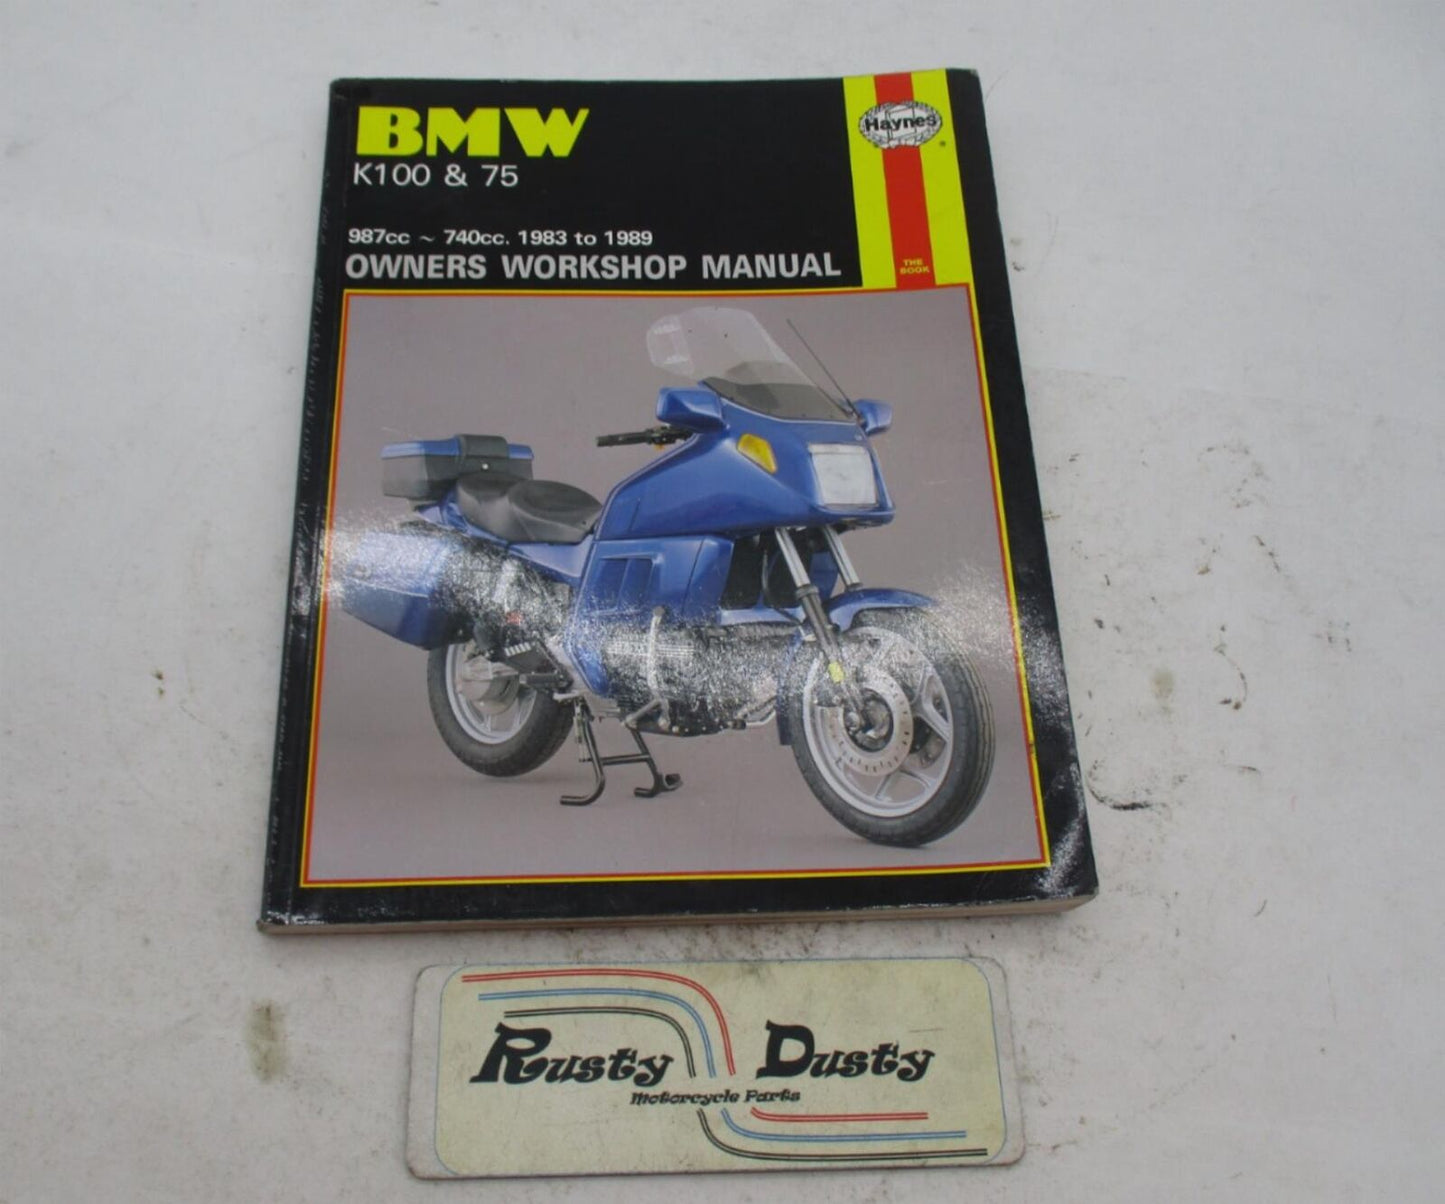 BMW
K100 & 75
987cc ~ 740cc. 1983 to 1989
OWNERS WORKSHOP MANUAL
Haynes
THE
BOOK
Rusty Dusty
Motorcycle Parts